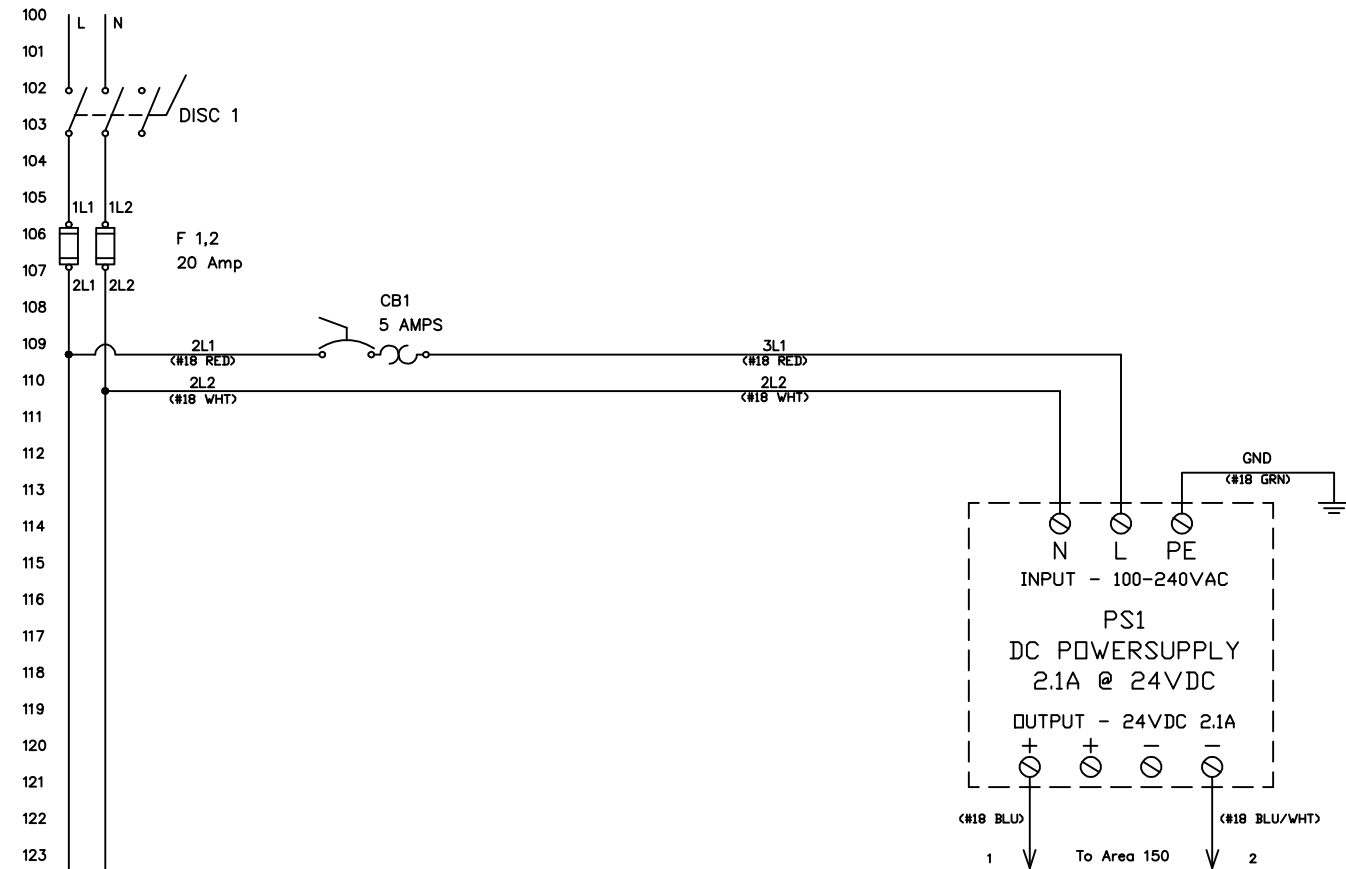 100
L N
101
102
DISC 1
103
104
105
1L1 1L2
106
F 1,2
20 Amp
107
2L1 2L2
108
CB1
5 AMPS
109
2L1
(#18 RED)
3L1
(#18 RED)
110
2L2
(#18 WHT)
2L2
(#18 WHT)
111
112
GND
(#18 GRN)
113
114
N L PE
115
INPUT - 100-240VAC
116
PS1
117
DC POWERSUPPLY
118
2.1A @ 24VDC
119
OUTPUT - 24VDC 2.1A
120
+ + - -
121
122
(#18 BLU)
(#18 BLU/WHT)
123
1 To Area 150 2